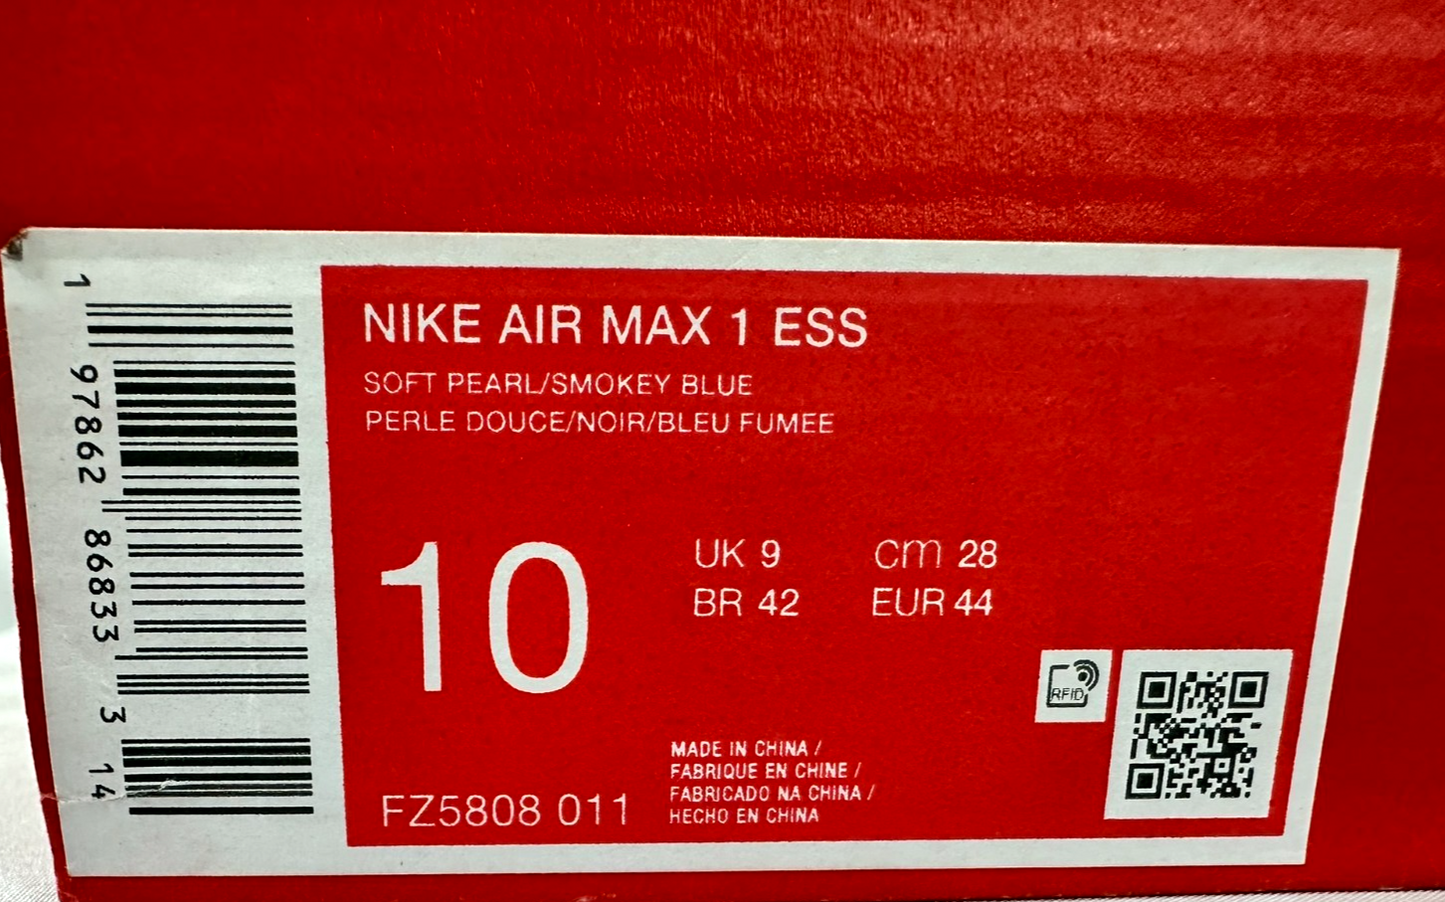 1 97862 86833 3 14
NIKE AIR MAX 1 ESS
SOFT PEARL/SMOKEY BLUE
PERLE DOUCE/NOIR/BLEU FUMEE
10
UK 9 cm 28
BR 42 EUR 44
RFID
MADE IN CHINA /
FABRIQUE EN CHINE /
FABRICADO NA CHINA /
HECHO EN CHINA
FZ5808 011